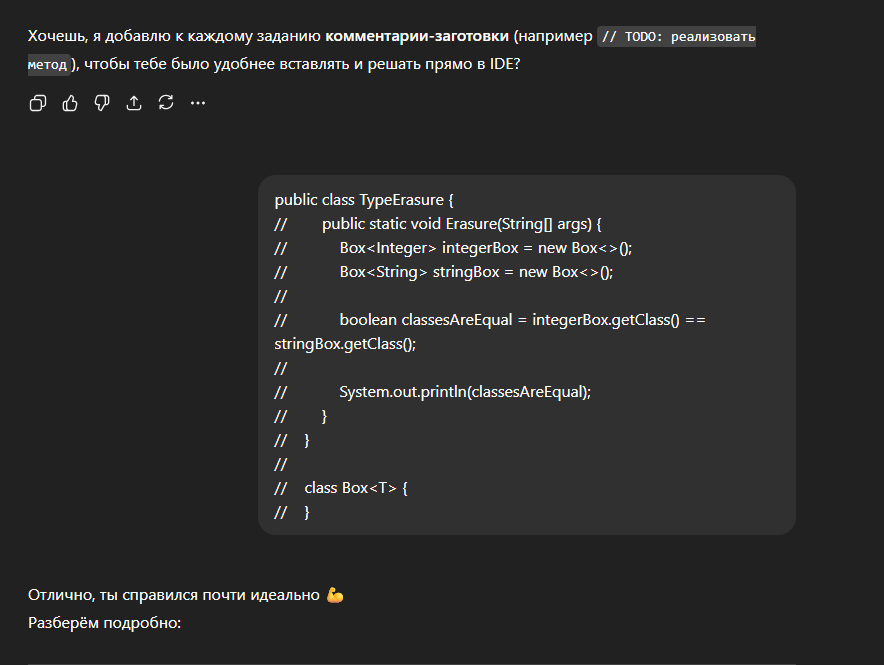 Хочешь, я добавлю к каждому заданию комментарии-заготовки (например // TODO: реализовать
метод), чтобы тебе было удобнее вставлять и решать прямо в IDE?
public class TypeErasure {
//        public static void Erasure(String[] args) {
//            Box<Integer> integerBox = new Box<>();
//            Box<String> stringBox = new Box<>();
//
//            boolean classesAreEqual = integerBox.getClass() ==
stringBox.getClass();
//
//            System.out.println(classesAreEqual);
//        }
//    }
//
//    class Box<T> {
//    }
Отлично, ты справился почти идеально 💪
Разберём подробно: